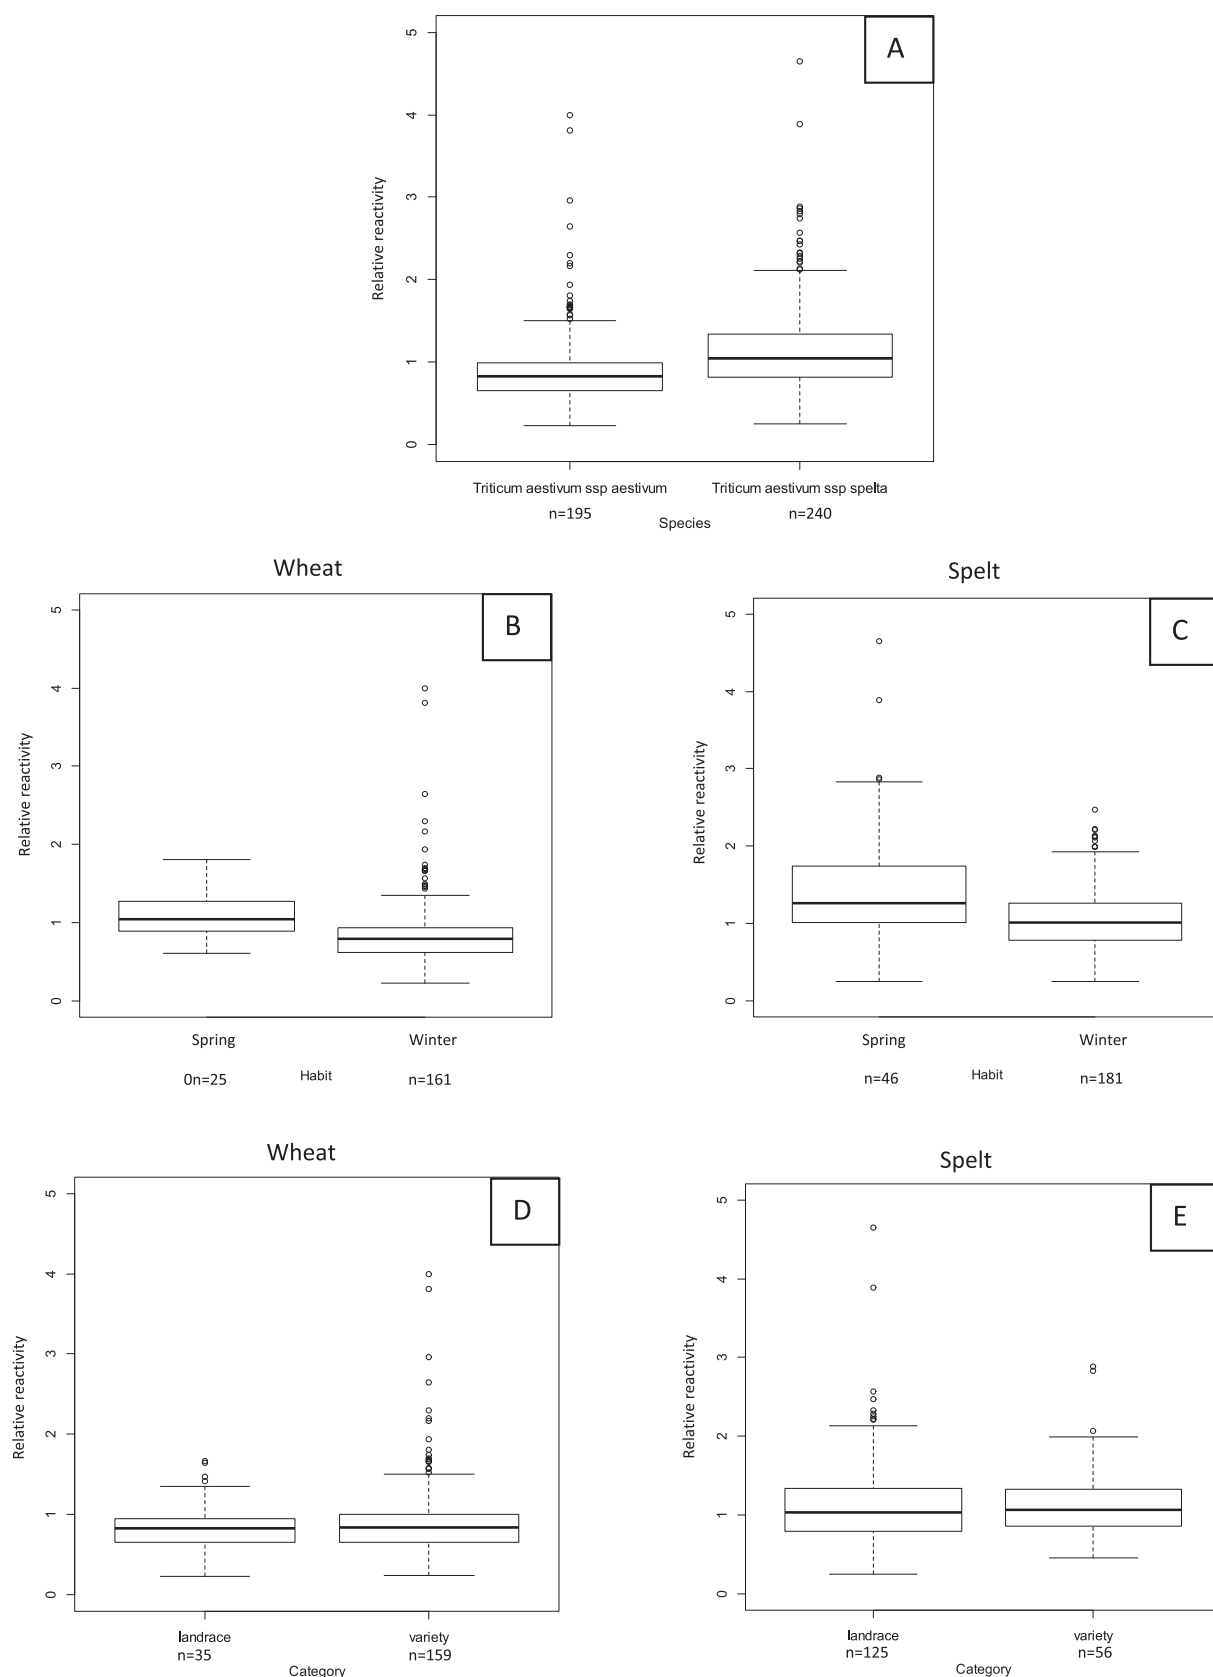 A
5
4
3
2
1
0
Relative reactivity
Triticum aestivum ssp aestivum
Triticum aestivum ssp spelta
n=195
n=240
Species
Wheat
B
5
4
3
2
1
0
Relative reactivity
Spring
Winter
0n=25
Habit
n=161
Spelt
C
5
4
3
2
1
0
Relative reactivity
Spring
Winter
n=46
Habit
n=181
Wheat
D
5
4
3
2
1
0
Relative reactivity
landrace
variety
n=35
n=159
Category
Spelt
E
5
4
3
2
1
0
Relative reactivity
landrace
variety
n=125
n=56
Category